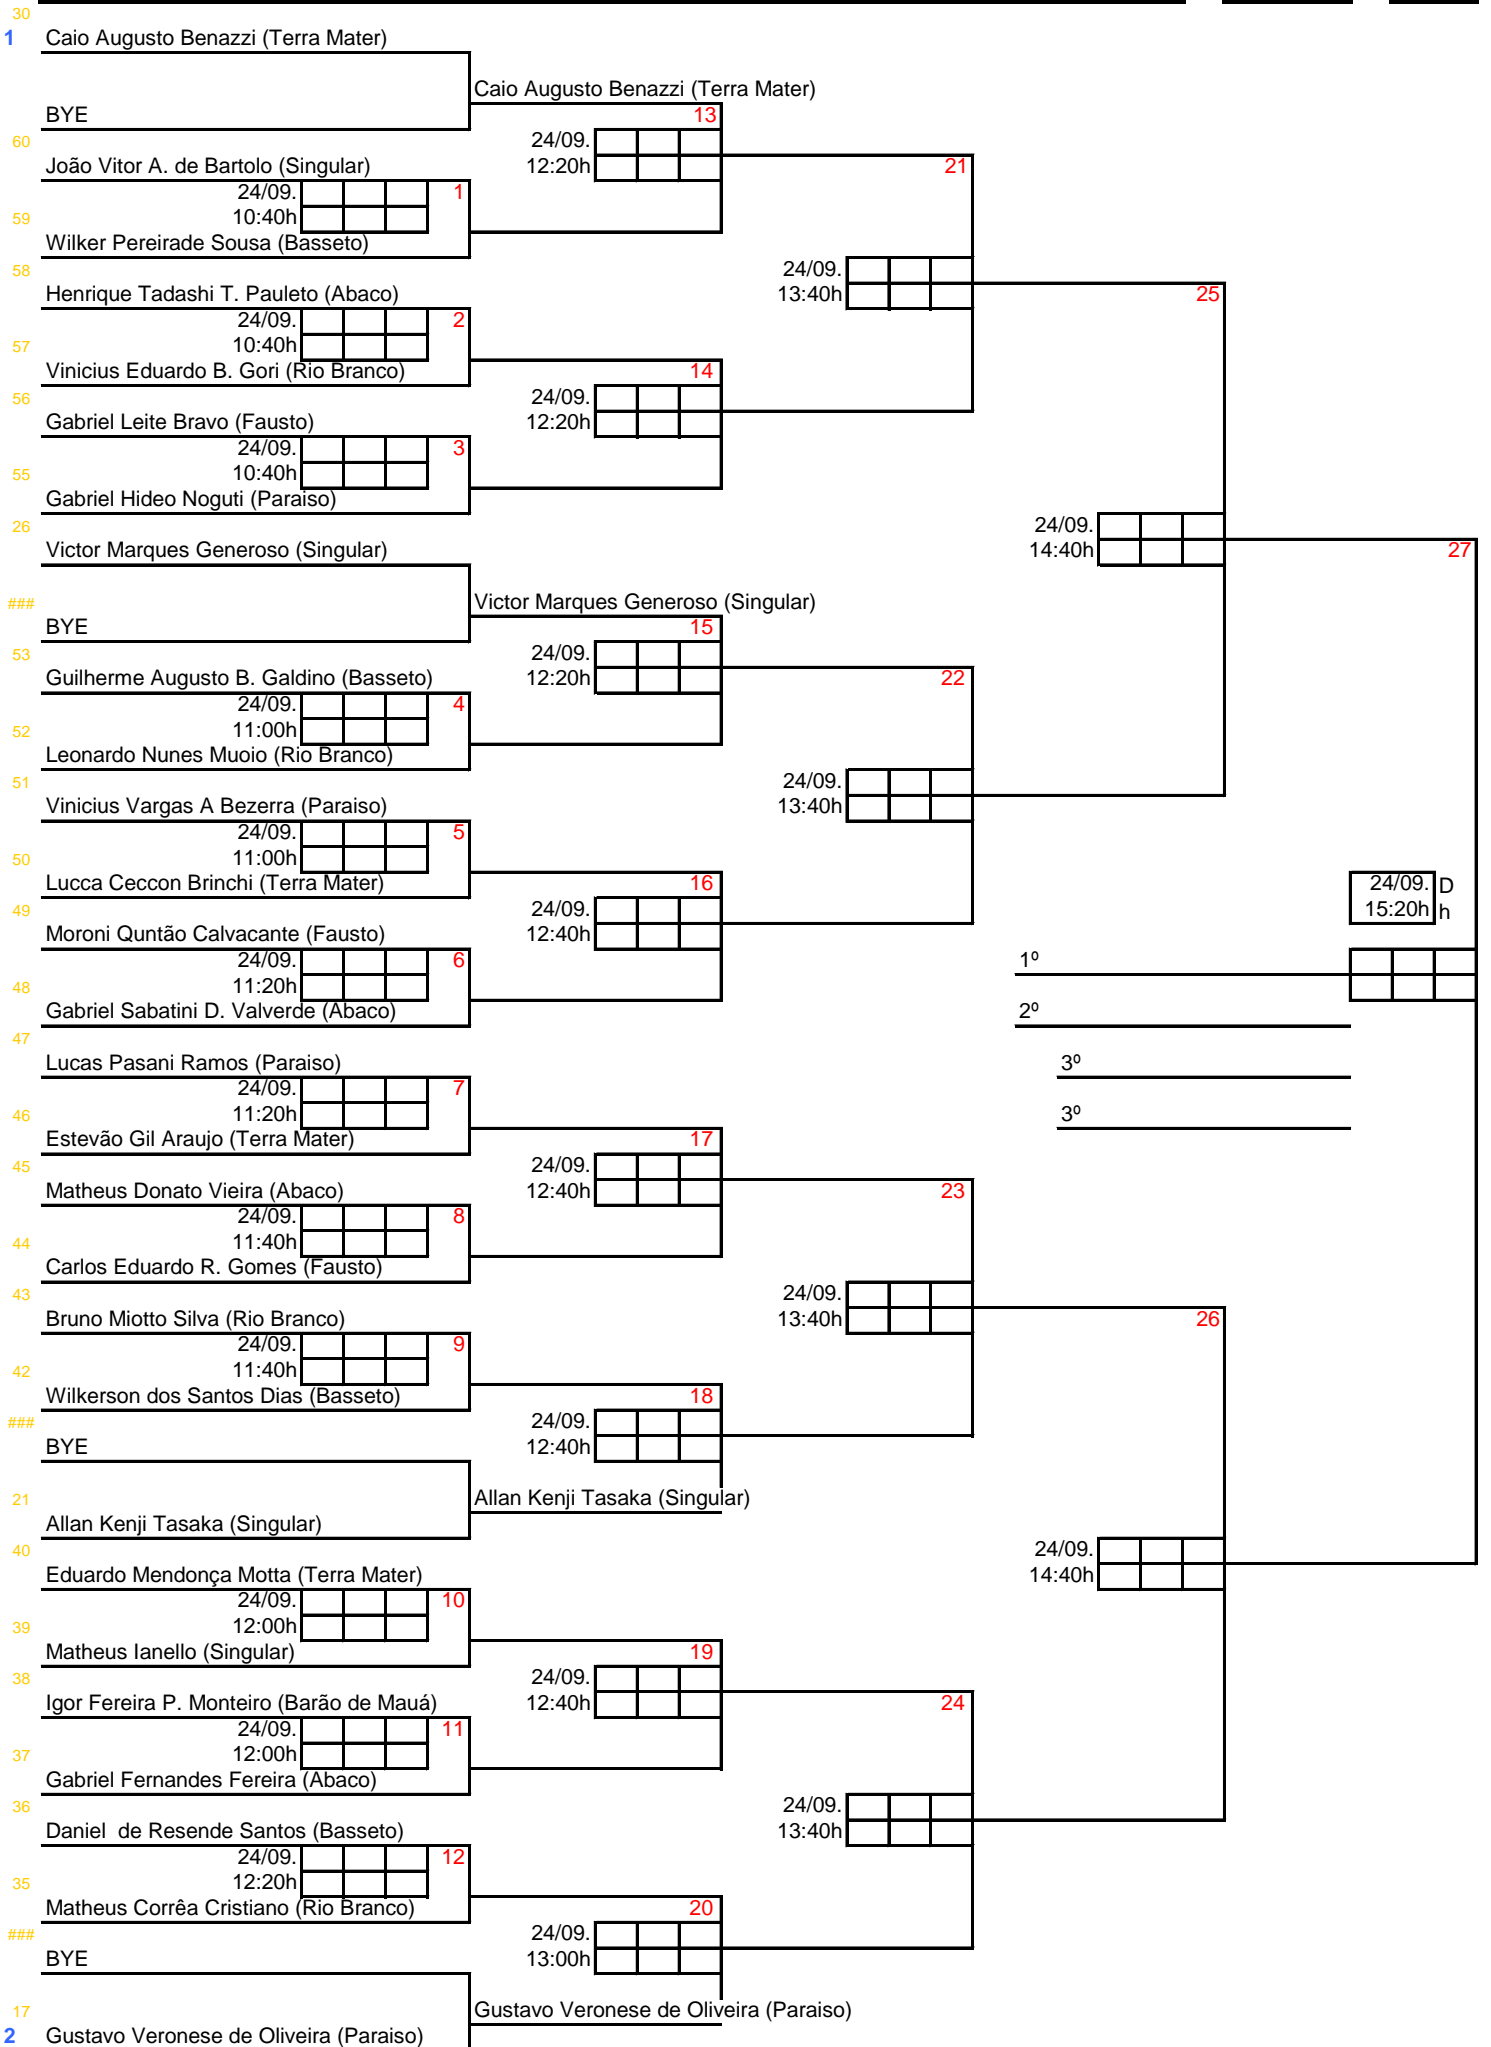 30
1 Caio Augusto Benazzi (Terra Mater)
Caio Augusto Benazzi (Terra Mater)
BYE 13
60 24/09.
João Vitor A. de Bartolo (Singular) 12:20h 21
24/09. 1
59 10:40h
Wilker Pereirade Sousa (Basseto)
58 24/09.
Henrique Tadashi T. Pauleto (Abaco) 13:40h 25
24/09. 2
57 10:40h
Vinicius Eduardo B. Gori (Rio Branco) 14
56 24/09.
Gabriel Leite Bravo (Fausto) 12:20h
24/09. 3
55 10:40h
Gabriel Hideo Noguti (Paraiso)
26 24/09.
Victor Marques Generoso (Singular) 14:40h 27
### Victor Marques Generoso (Singular)
BYE 15
53 24/09.
Guilherme Augusto B. Galdino (Basseto) 12:20h 22
24/09. 4
52 11:00h
Leonardo Nunes Muoio (Rio Branco)
51 24/09.
Vinicius Vargas A Bezerra (Paraiso) 13:40h
24/09. 5
50 11:00h
Lucca Ceccon Brinchi (Terra Mater) 16 24/09. D
49 24/09. 15:20h h
Moroni Quntão Calvacante (Fausto) 12:40h
24/09. 6 1º
48 11:20h
Gabriel Sabatini D. Valverde (Abaco) 2º
47
Lucas Pasani Ramos (Paraiso) 3º
24/09. 7
46 11:20h 3º
Estevão Gil Araujo (Terra Mater) 17
45 24/09.
Matheus Donato Vieira (Abaco) 12:40h 23
24/09. 8
44 11:40h
Carlos Eduardo R. Gomes (Fausto)
43 24/09.
Bruno Miotto Silva (Rio Branco) 13:40h 26
24/09. 9
42 11:40h
Wilkerson dos Santos Dias (Basseto) 18
### 24/09.
BYE 12:40h
21 Allan Kenji Tasaka (Singular)
Allan Kenji Tasaka (Singular)
40 24/09.
Eduardo Mendonça Motta (Terra Mater) 14:40h
24/09. 10
39 12:00h
Matheus Ianello (Singular) 19
38 24/09.
Igor Fereira P. Monteiro (Barão de Mauá) 12:40h 24
24/09. 11
37 12:00h
Gabriel Fernandes Fereira (Abaco)
36 24/09.
Daniel de Resende Santos (Basseto) 13:40h
24/09. 12
35 12:20h
Matheus Corrêa Cristiano (Rio Branco) 20
### 24/09.
BYE 13:00h
17 Gustavo Veronese de Oliveira (Paraiso)
2 Gustavo Veronese de Oliveira (Paraiso)